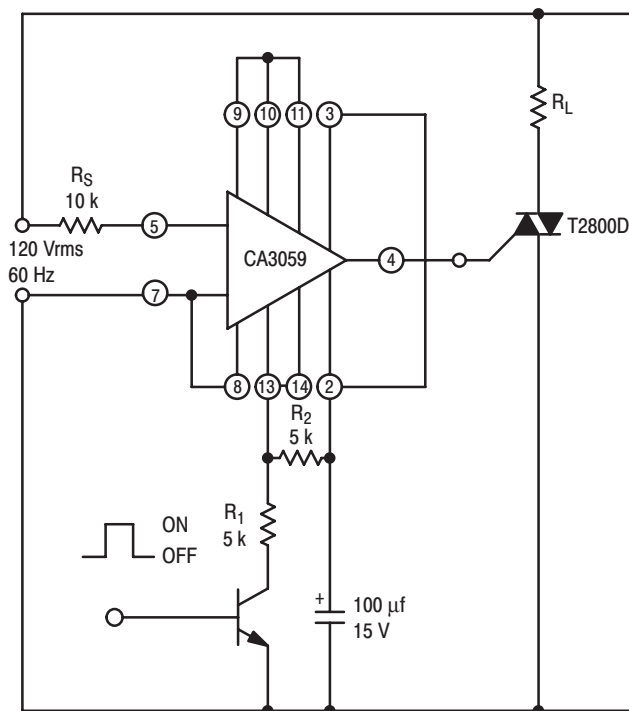 9
10
11
3
R_L
R_S
10 k
5
T2800D
120 Vrms
CA3059
4
60 Hz
7
8
13
14
2
R_2
5 k
R_1
5 k
ON
OFF
+
100 μf
15 V